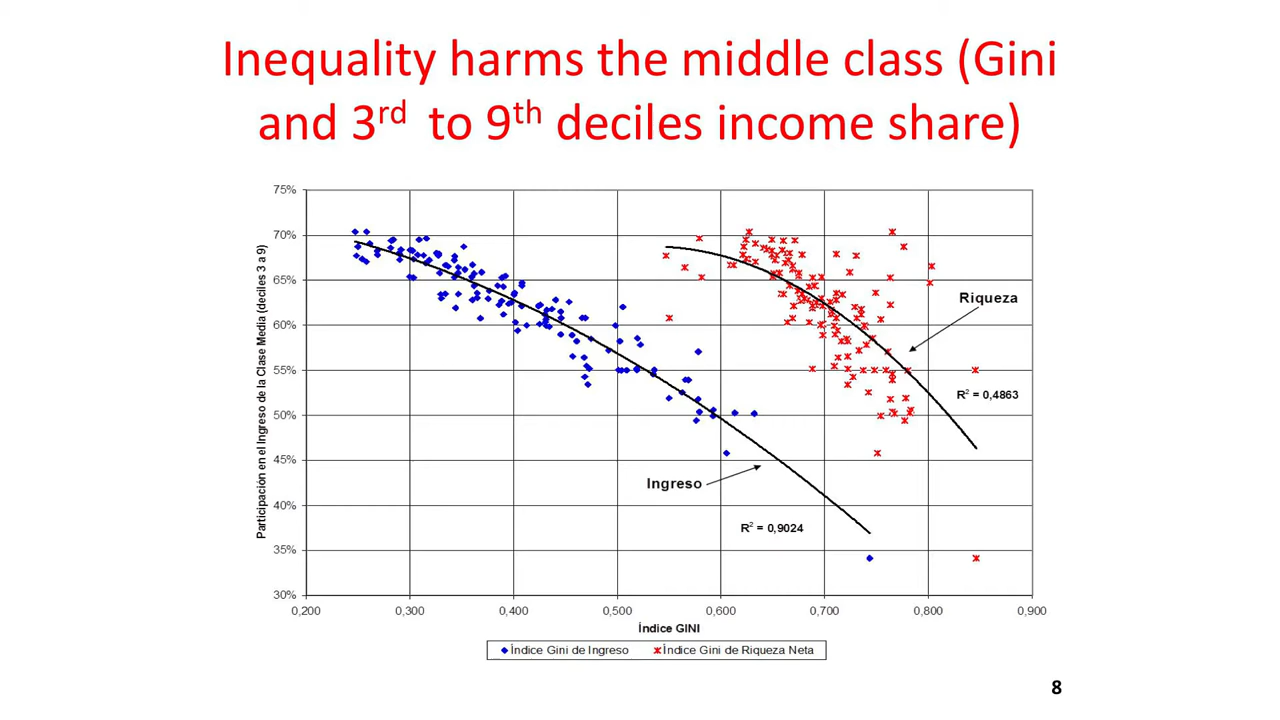 Inequality harms the middle class (Gini
and 3rd to 9th deciles income share)
Participación en el Ingreso de la Clase Media (deciles 3 a 9)
75%
70%
65%
60%
55%
50%
45%
40%
35%
30%
Riqueza
R2 = 0,4863
Ingreso
R2 = 0,9024
0,200 0,300 0,400 0,500 0,600 0,700 0,800 0,900
Índice GINI
Índice Gini de Ingreso Índice Gini de Riqueza Neta
8